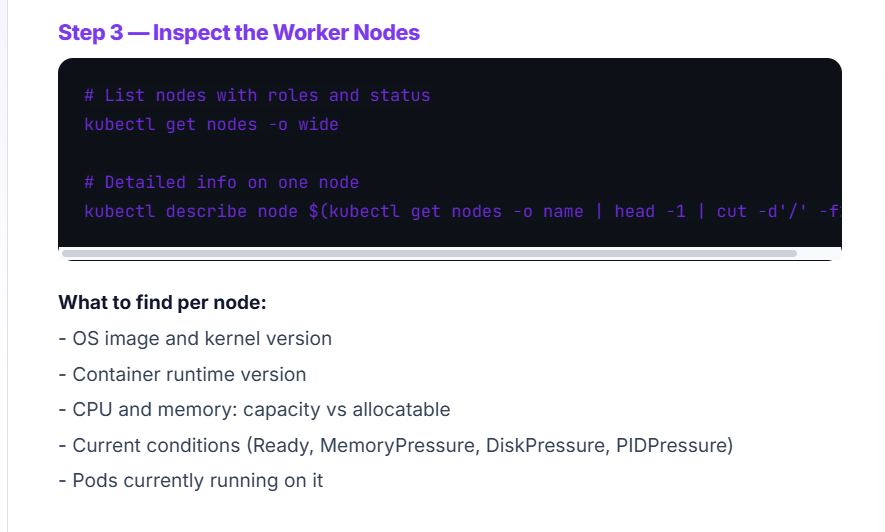 Step 3 — Inspect the Worker Nodes
# List nodes with roles and status
kubectl get nodes -o wide
# Detailed info on one node
kubectl describe node $(kubectl get nodes -o name | head -1 | cut -d'/' -f
What to find per node:
- OS image and kernel version
- Container runtime version
- CPU and memory: capacity vs allocatable
- Current conditions (Ready, MemoryPressure, DiskPressure, PIDPressure)
- Pods currently running on it